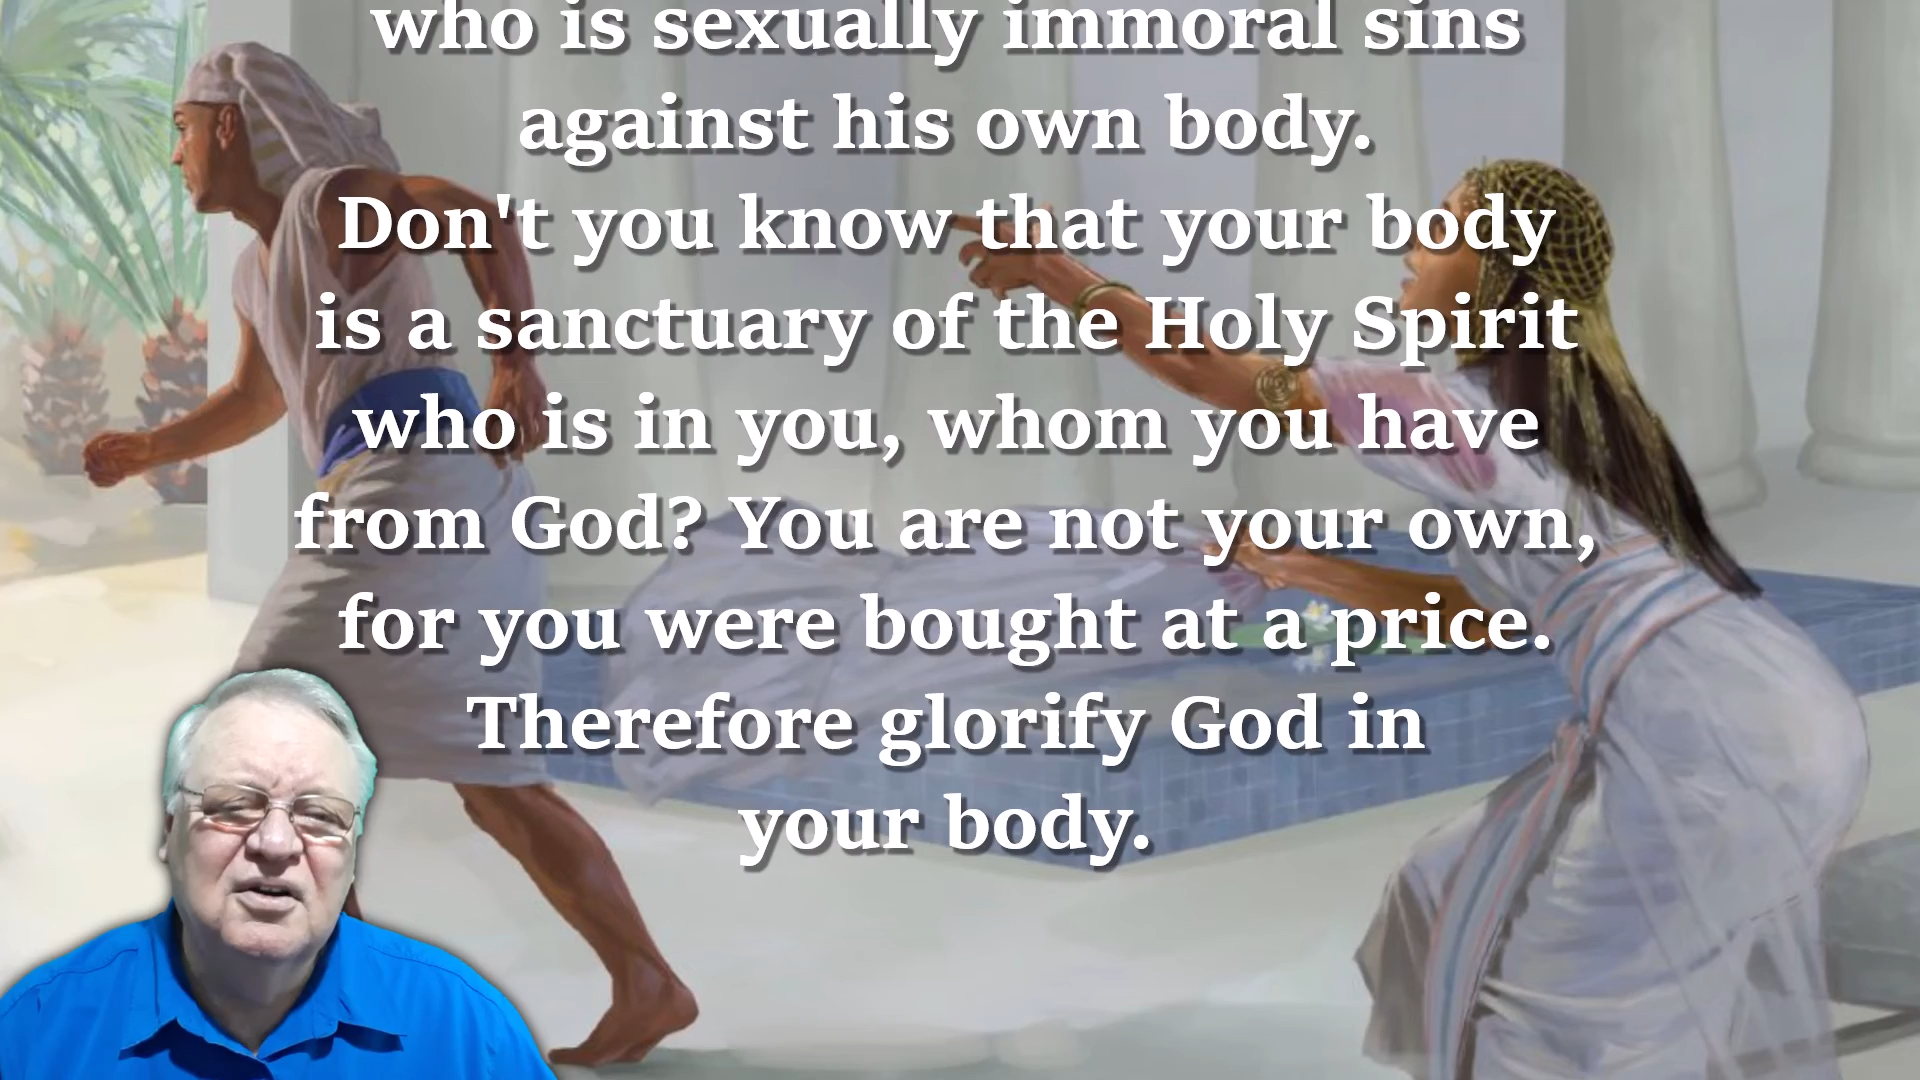 who is sexually immoral sins
against his own body.
Don't you know that your body
is a sanctuary of the Holy Spirit
who is in you, whom you have
from God? You are not your own,
for you were bought at a price.
Therefore glorify God in
your body.